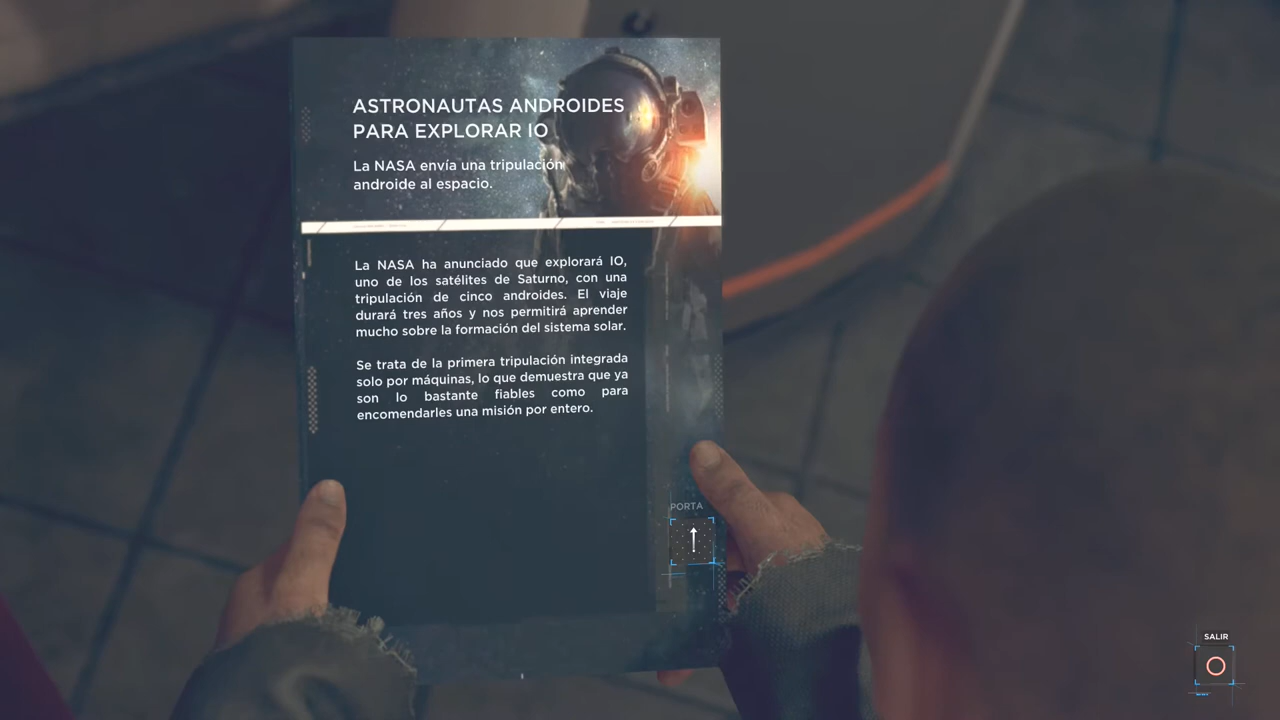 ASTRONAUTAS ANDROIDES
PARA EXPLORAR IO
La NASA envía una tripulación
androide al espacio.
La NASA ha anunciado que explorará IO,
uno de los satélites de Saturno, con una
tripulación de cinco androides. El viaje
durará tres años y nos permitirá aprender
mucho sobre la formación del sistema solar.
Se trata de la primera tripulación integrada
solo por máquinas, lo que demuestra que ya
son lo bastante fiables como para
encomendarles una misión por entero.
PORTA
SALIR